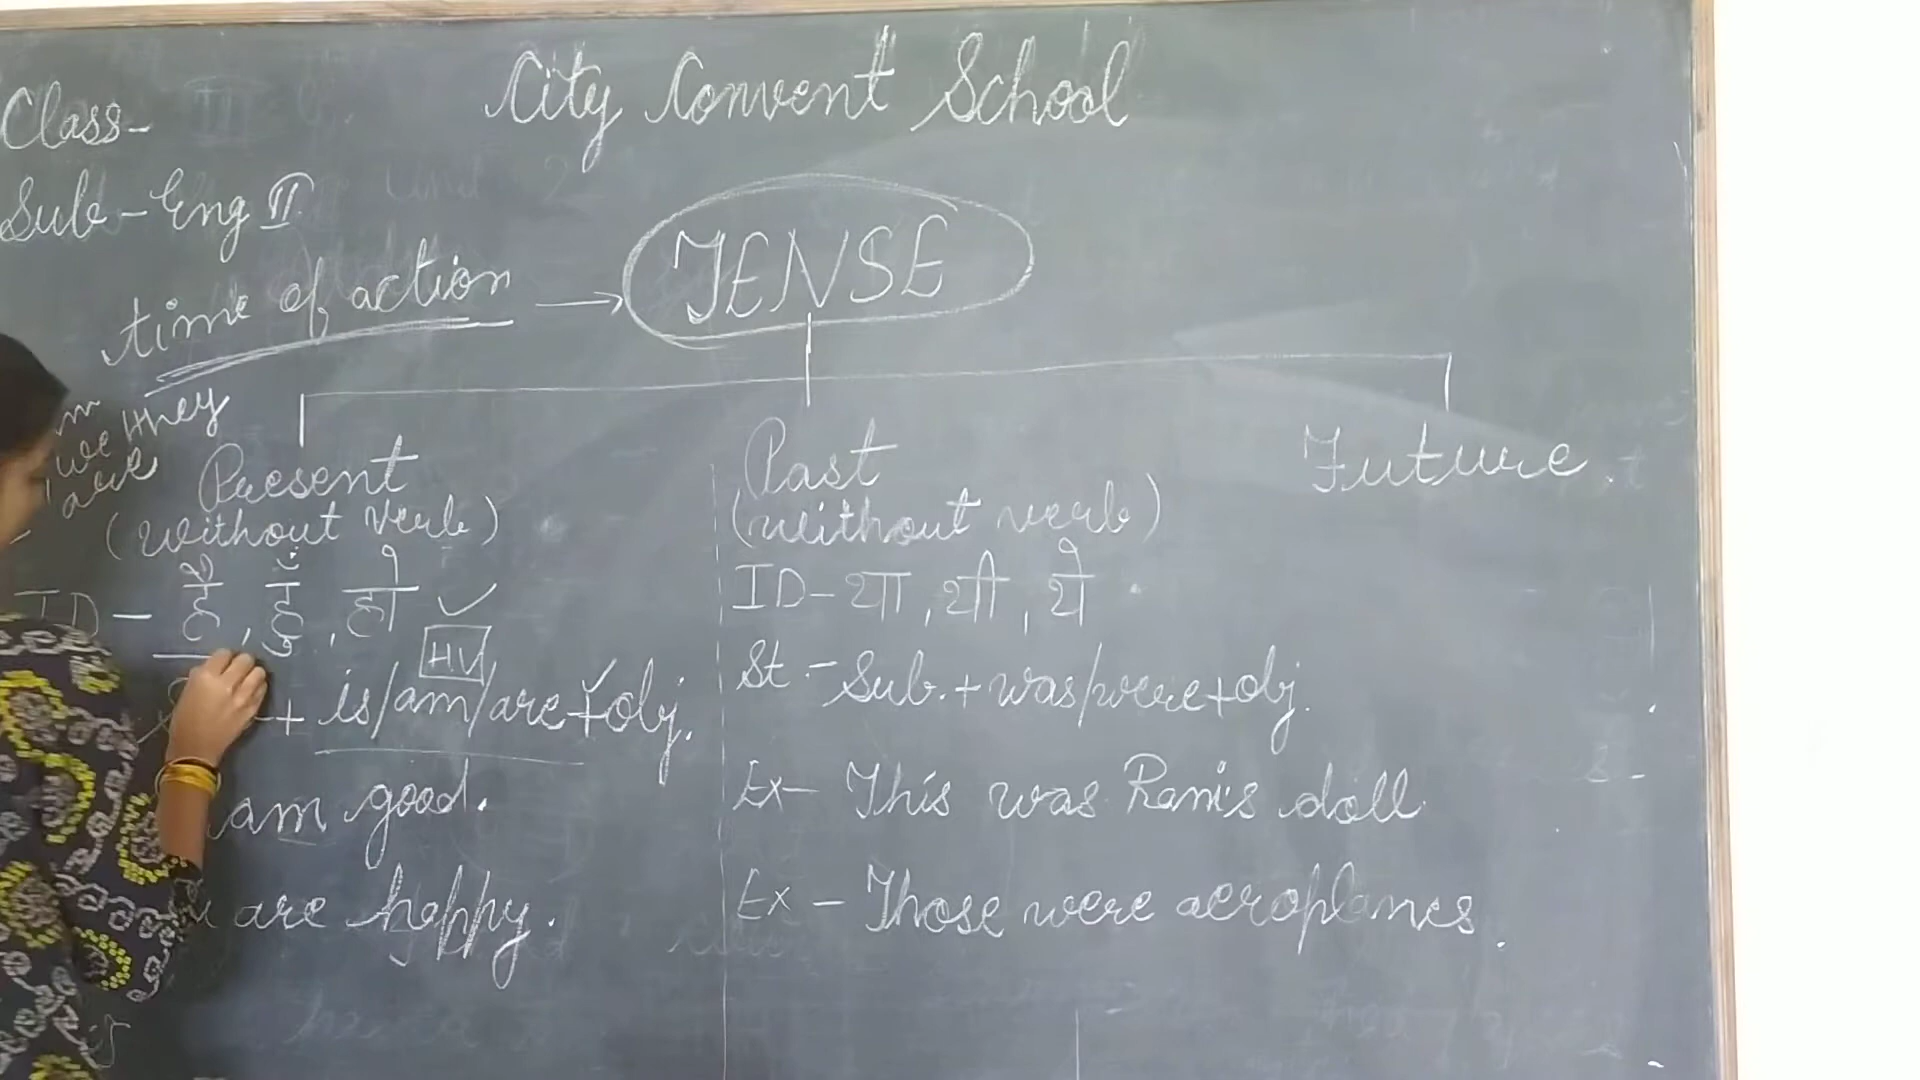 City Convent School
Class-
Sub-Eng II
time of action → TENSE
they
we
are
Present
(without verb)
ID- हैं, हूँ, हो ✓
HV
+ is/am/are+obj.
am good.
are happy.
Past
(without verb)
ID-था, थी, थे
St:-Sub.+was/were+obj.
Ex- This was Rani's doll
Ex - Those were aeroplanes.
Future